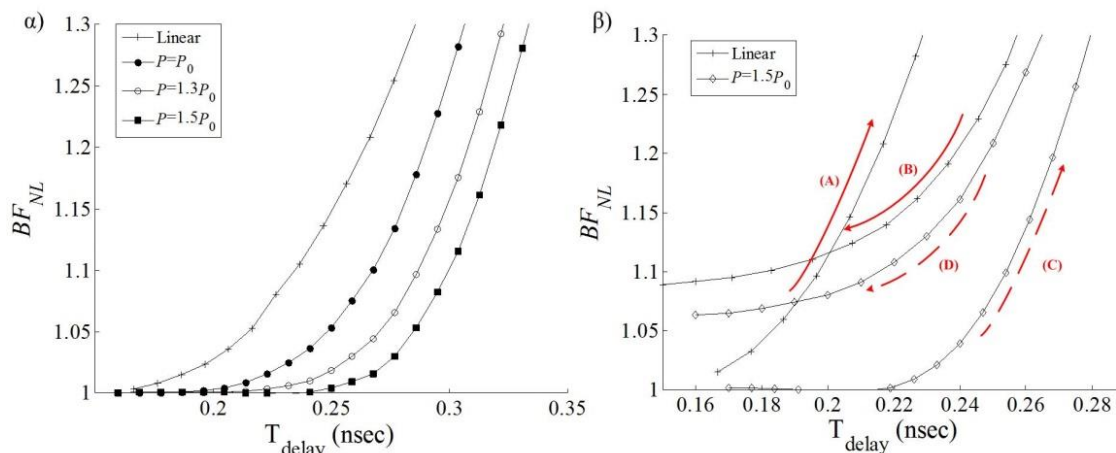 α)
1.3
1.25
1.2
1.15
1.1
1.05
1
BF_NL
Linear
P=P_0
P=1.3P_0
P=1.5P_0
0.2
0.25
0.3
0.35
T_delay (nsec)
β)
1.3
1.25
1.2
1.15
1.1
1.05
1
BF_NL
Linear
P=1.5P_0
(A)
(B)
(D)
(C)
0.16
0.18
0.2
0.22
0.24
0.26
0.28
T_delay (nsec)